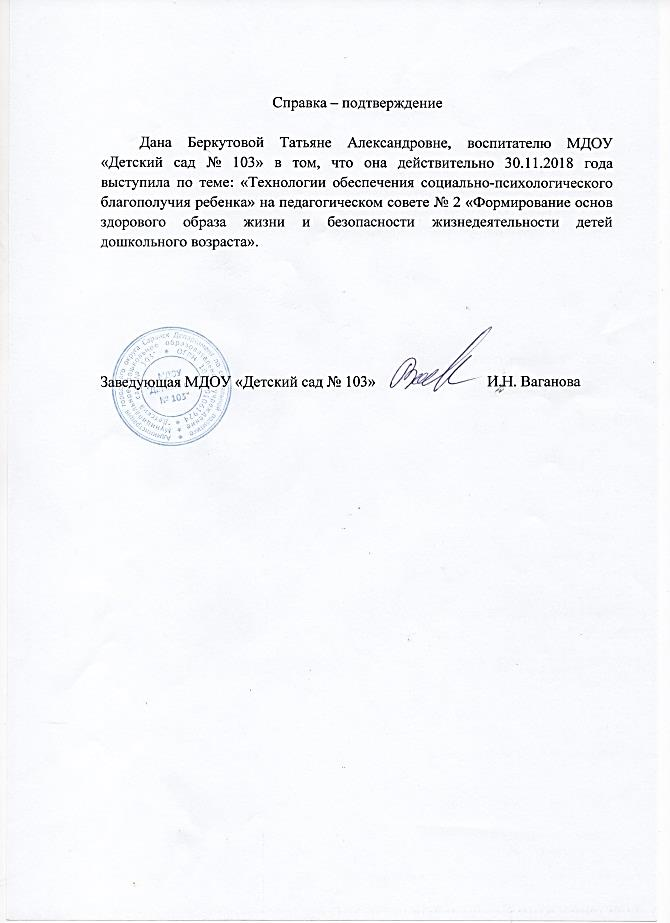 Справка – подтверждение
Дана Беркутовой Татьяне Александровне, воспитателю МДОУ
«Детский сад № 103» в том, что она действительно 30.11.2018 года
выступила по теме: «Технологии обеспечения социально-психологического
благополучия ребенка» на педагогическом совете № 2 «Формирование основ
здорового образа жизни и безопасности жизнедеятельности детей
дошкольного возраста».
Заведующая МДОУ «Детский сад № 103» И.Н. Ваганова